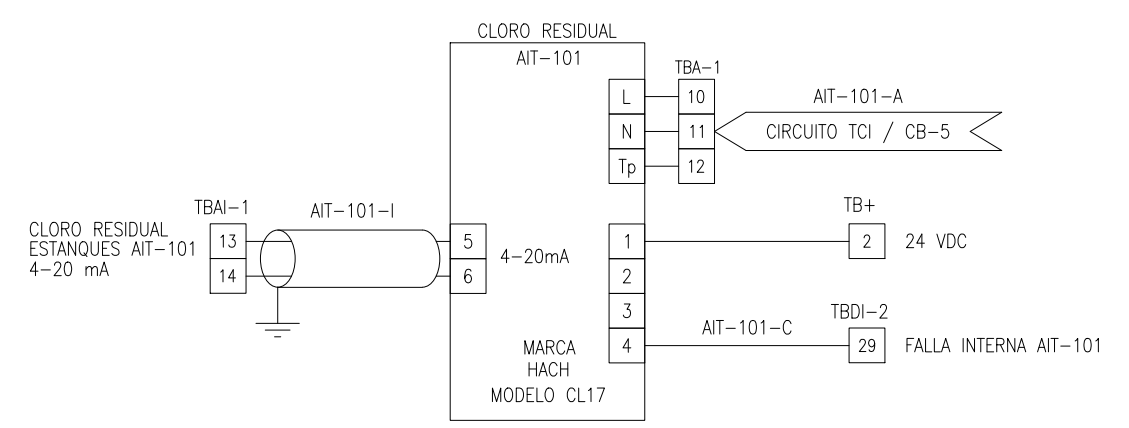 CLORO RESIDUAL
AIT-101
TBA-1
L 10
AIT-101-A
N 11
CIRCUITO TCI / CB-5
Tp 12
TBAI-1
AIT-101-I
CLORO RESIDUAL
ESTANQUES AIT-101
4-20 mA
13
14
5
6
4-20mA
1
2
3
4
TB+
2 24 VDC
AIT-101-C
TBDI-2
29 FALLA INTERNA AIT-101
MARCA
HACH
MODELO CL17